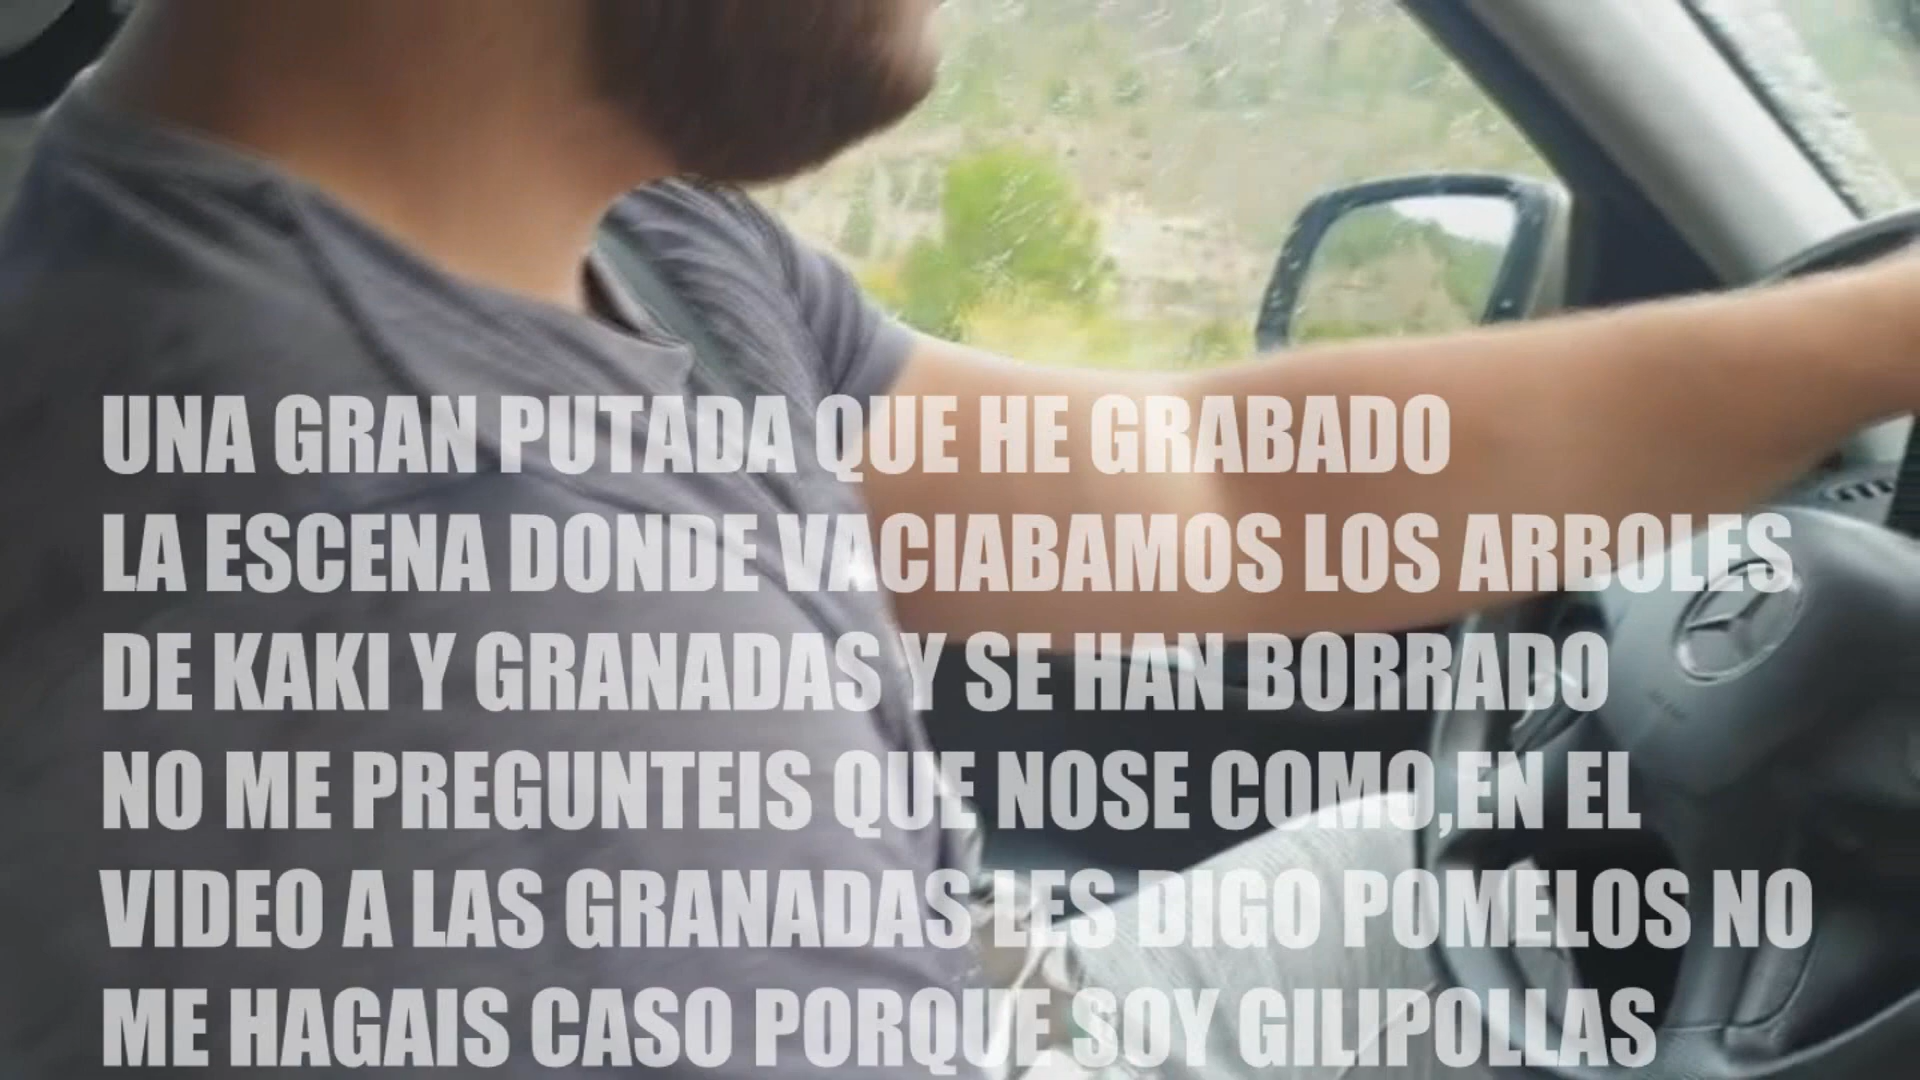 UNA GRAN PUTADA QUE HE GRABADO
LA ESCENA DONDE VACIABAMOS LOS ARBOLES
DE KAKI Y GRANADAS Y SE HAN BORRADO
NO ME PREGUNTEIS QUE NOSE COMO,EN EL
VIDEO A LAS GRANADAS LES DIGO POMELOS NO
ME HAGAIS CASO PORQUE SOY GILIPOLLAS